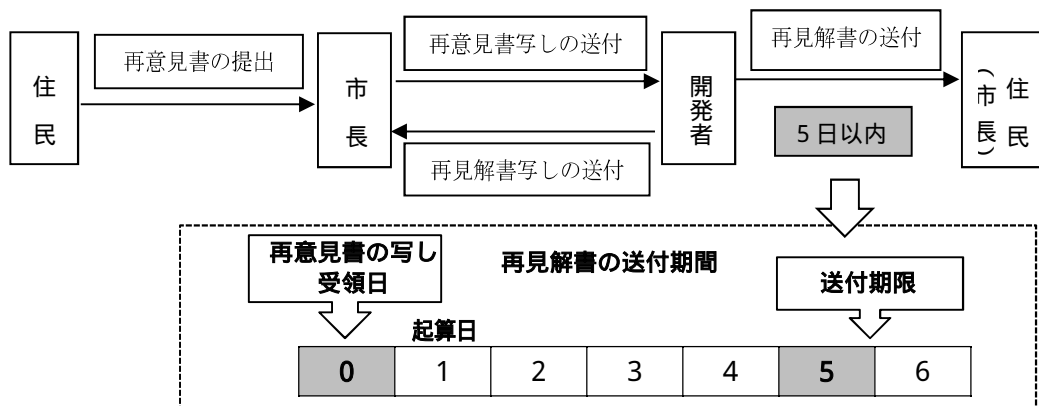 住民
再意見書の提出
市長
再意見書写しの送付
再見解書写しの送付
開発者
再見解書の送付
5日以内
住民
(市長)
再意見書の写し
受領日
再見解書の送付期間
送付期限
起算日
0 1 2 3 4 5 6